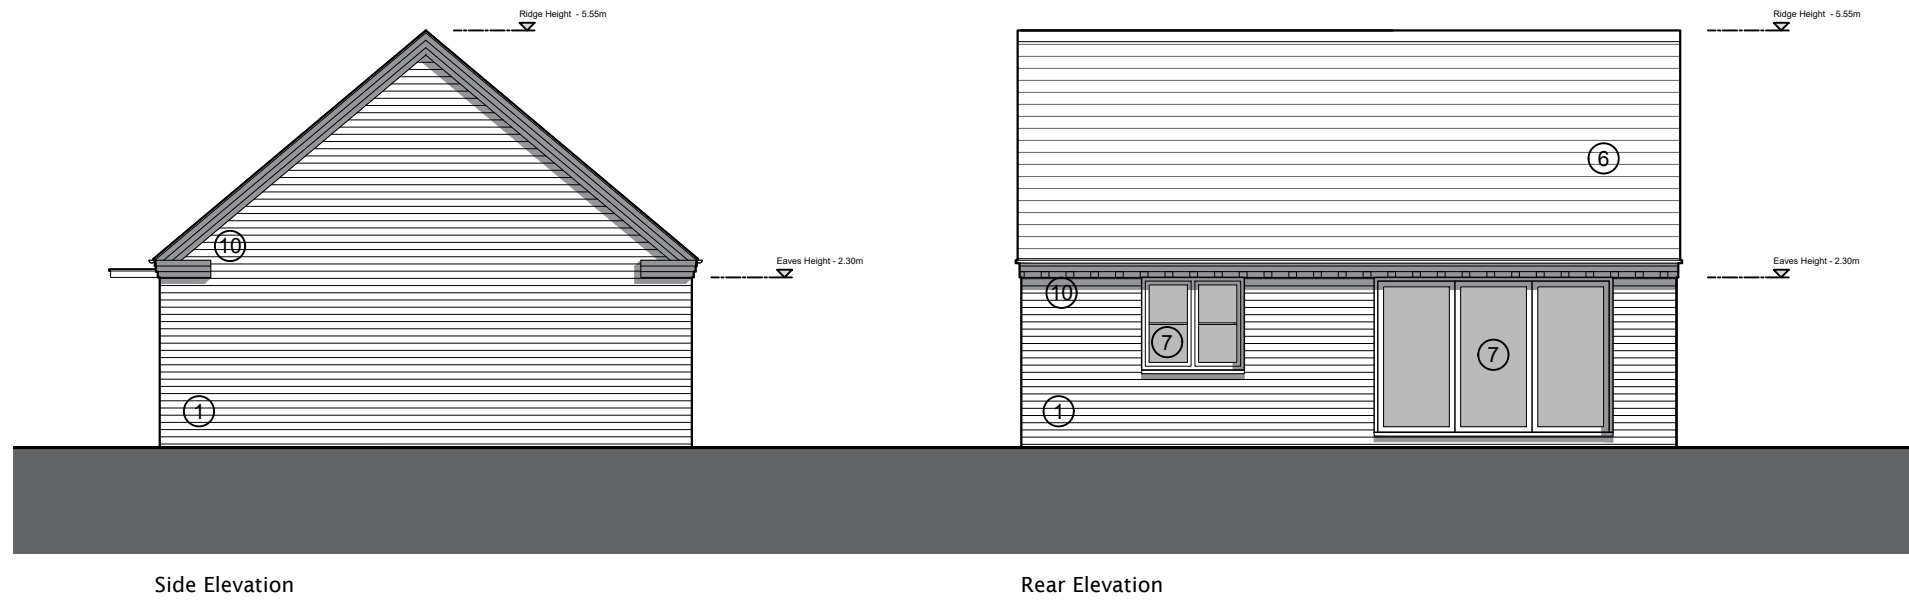 Ridge Height - 5.55m
Ridge Height - 5.55m
6
10
Eaves Height - 2.30m
Eaves Height - 2.30m
10
7
7
1
1
Side Elevation
Rear Elevation